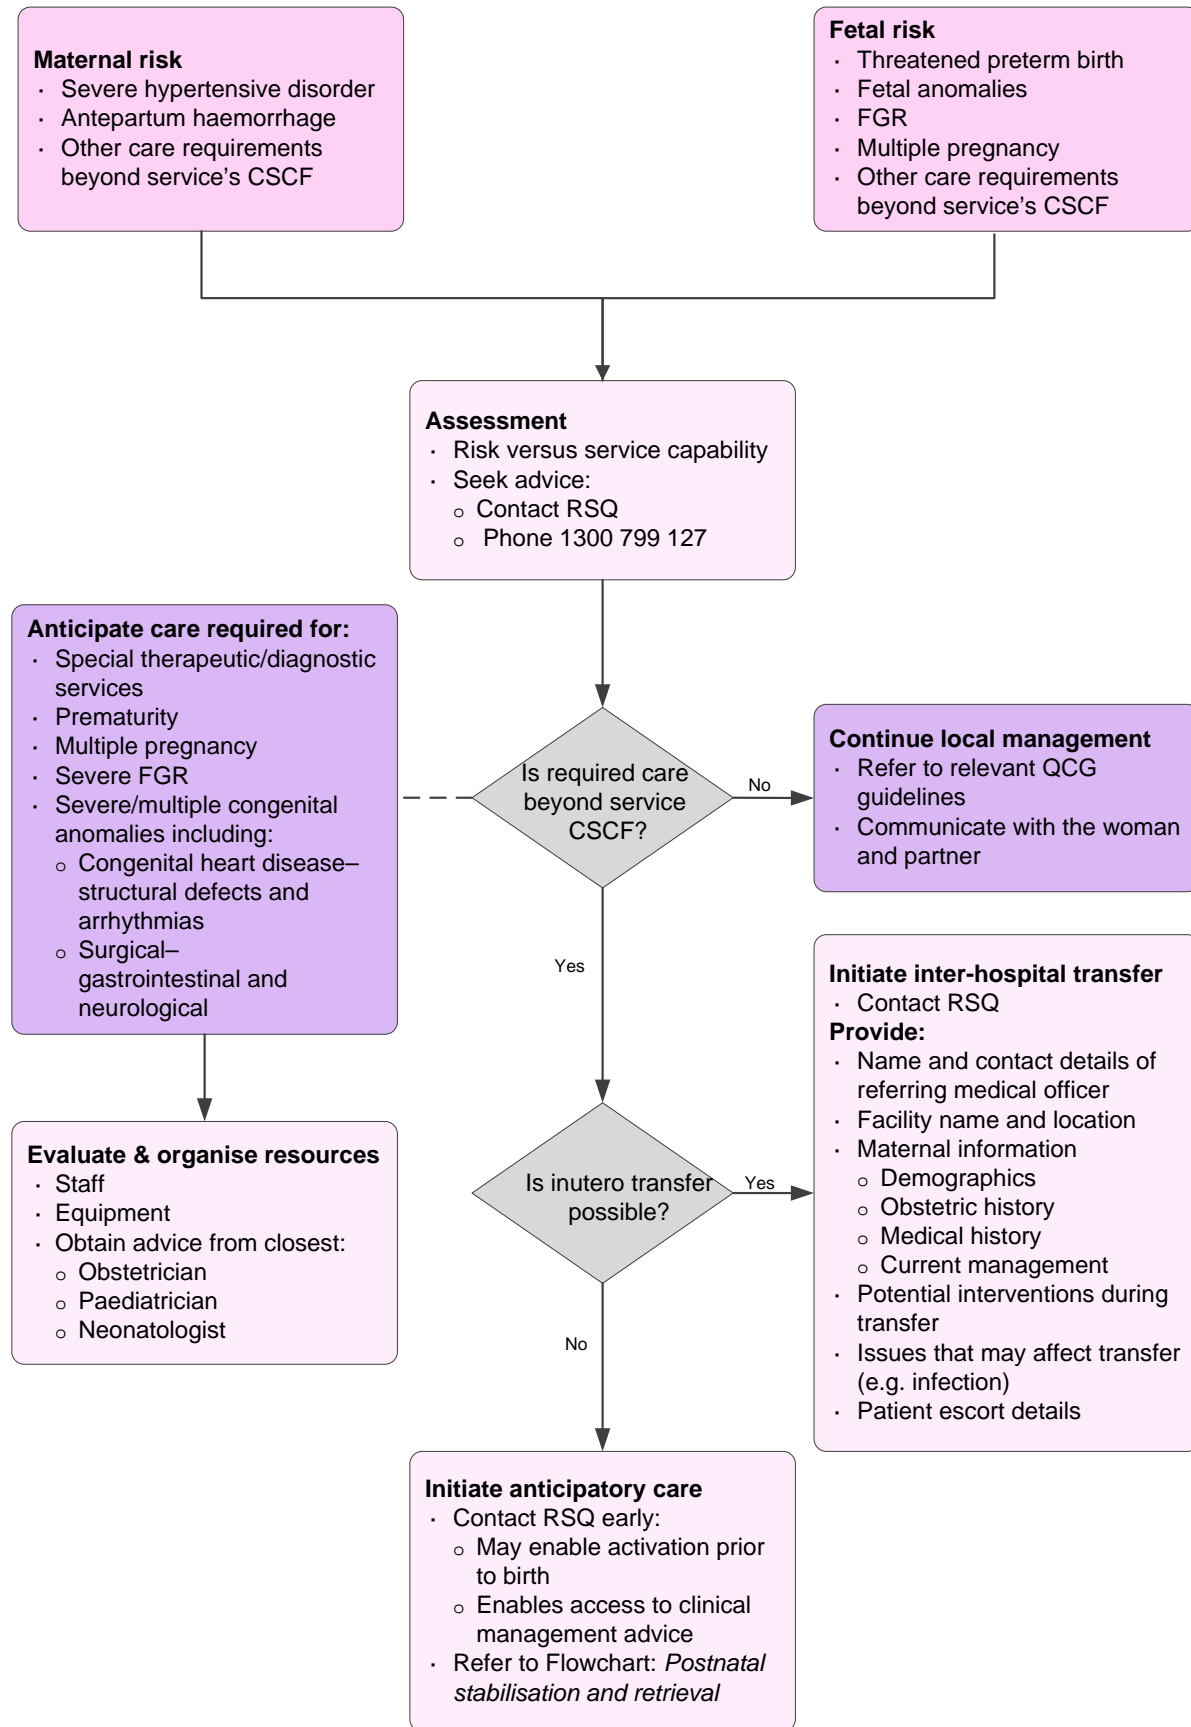 Maternal risk
· Severe hypertensive disorder
· Antepartum haemorrhage
· Other care requirements
beyond service's CSCF
Fetal risk
· Threatened preterm birth
· Fetal anomalies
· FGR
· Multiple pregnancy
· Other care requirements
beyond service's CSCF
Assessment
· Risk versus service capability
· Seek advice:
o Contact RSQ
o Phone 1300 799 127
Anticipate care required for:
· Special therapeutic/diagnostic
services
· Prematurity
· Multiple pregnancy
· Severe FGR
· Severe/multiple congenital
anomalies including:
o Congenital heart disease–
structural defects and
arrhythmias
o Surgical–
gastrointestinal and
neurological
Is required care
beyond service
CSCF?
No
Continue local management
· Refer to relevant QCG
guidelines
· Communicate with the woman
and partner
Yes
Evaluate & organise resources
· Staff
· Equipment
· Obtain advice from closest:
o Obstetrician
o Paediatrician
o Neonatologist
Is inutero transfer
possible?
Yes
Initiate inter-hospital transfer
· Contact RSQ
Provide:
· Name and contact details of
referring medical officer
· Facility name and location
· Maternal information
o Demographics
o Obstetric history
o Medical history
o Current management
· Potential interventions during
transfer
· Issues that may affect transfer
(e.g. infection)
· Patient escort details
No
Initiate anticipatory care
· Contact RSQ early:
o May enable activation prior
to birth
o Enables access to clinical
management advice
· Refer to Flowchart: Postnatal
stabilisation and retrieval